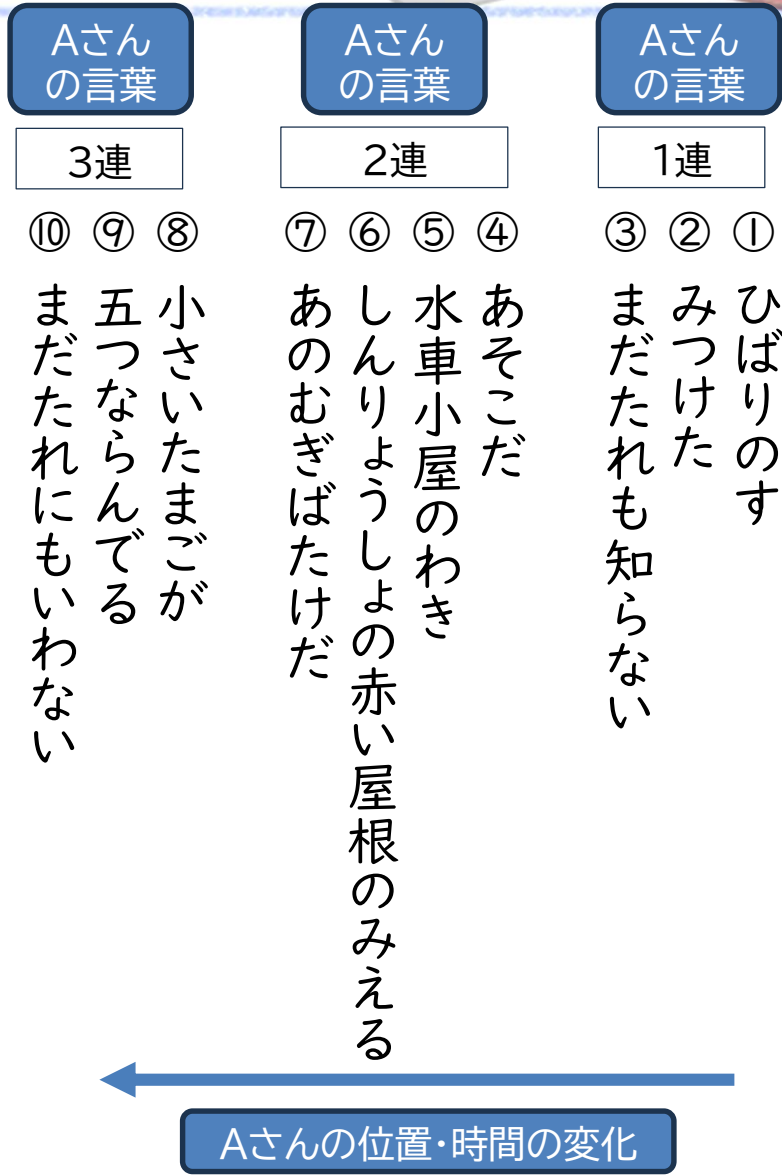 Aさん
の言葉
1連
① ひばりのす
② みつけた
③ まだたれも知らない
Aさん
の言葉
2連
④ あそこだ
⑤ 水車小屋のわき
⑥ しんりょうしょの赤い屋根のみえる
⑦ あのむぎばたけだ
Aさん
の言葉
3連
⑧ 小さいたまごが
⑨ 五つならんでる
⑩ まだたれにもいわない
Aさんの位置・時間の変化